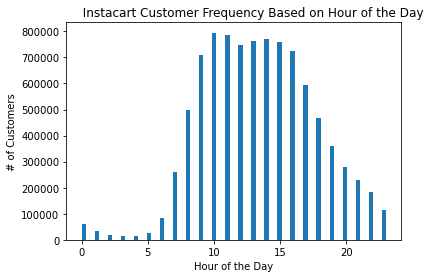 Instacart Customer Frequency Based on Hour of the Day
800000
700000
600000
500000
400000
300000
200000
100000
0
# of Customers
0 5 10 15 20
Hour of the Day